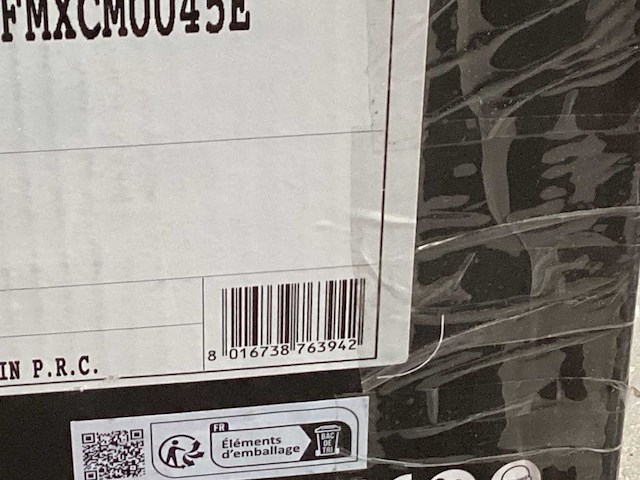 FMXCM0045E
8 016738 763942
IN P.R.C.
FR
Éléments
d'emballage
BAC
DE
TRI